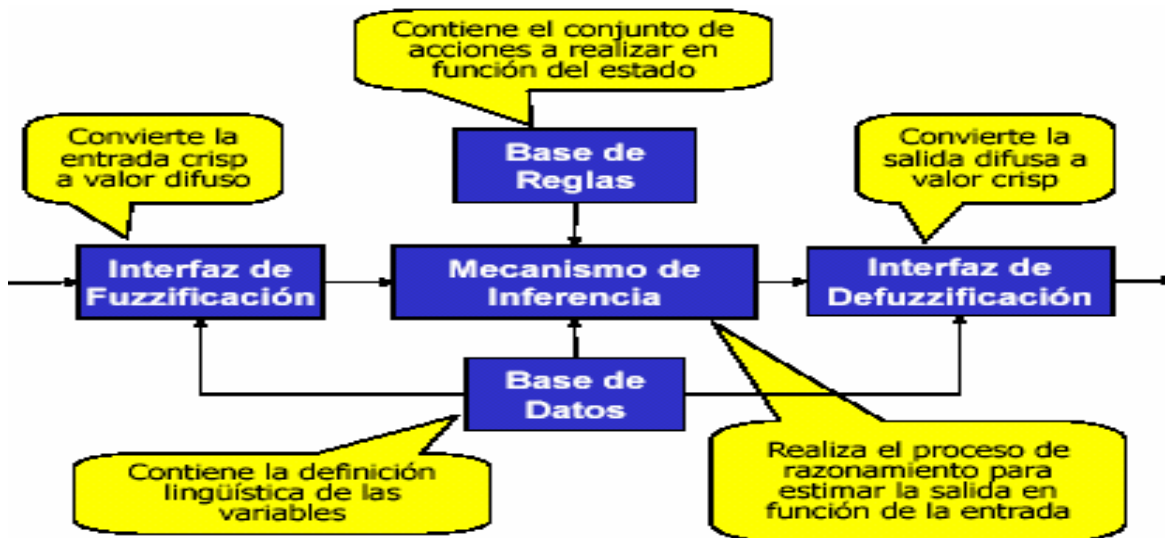 Contiene el conjunto de
acciones a realizar en
función del estado
Convierte la
entrada crisp
a valor difuso
Base de
Reglas
Convierte la
salida difusa a
valor crisp
Interfaz de
Fuzzificación
Mecanismo de
Inferencia
Interfaz de
Defuzzificación
Base de
Datos
Contiene la definición
lingüística de las
variables
Realiza el proceso de
razonamiento para
estimar la salida en
función de la entrada